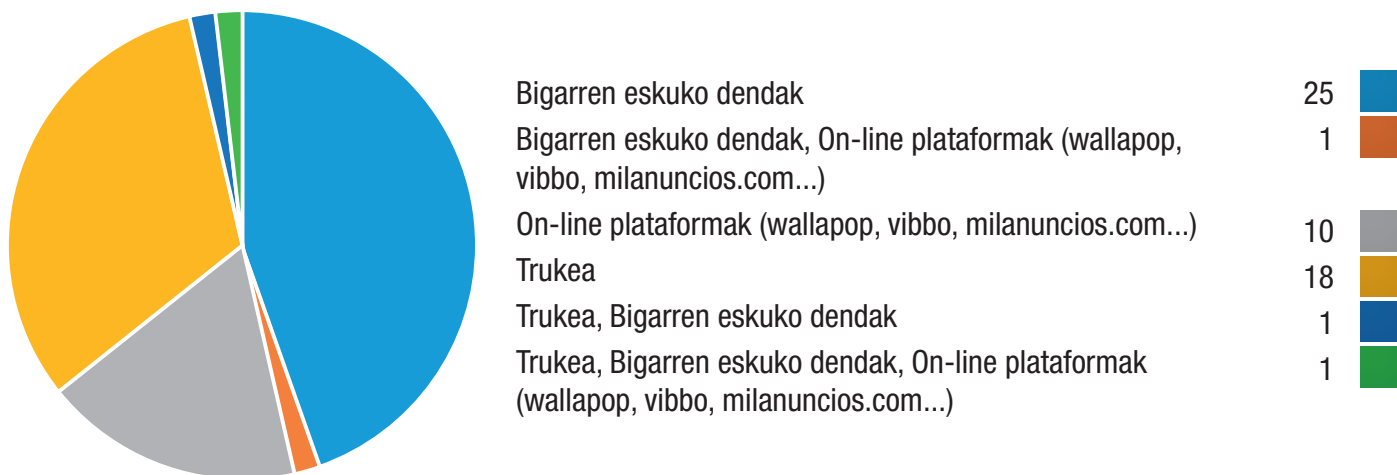 Bigarren eskuko dendak 25
Bigarren eskuko dendak, On-line plataformak (wallapop, 1
vibbo, milanuncios.com...)
On-line plataformak (wallapop, vibbo, milanuncios.com...) 10
Trukea 18
Trukea, Bigarren eskuko dendak 1
Trukea, Bigarren eskuko dendak, On-line plataformak 1
(wallapop, vibbo, milanuncios.com...)